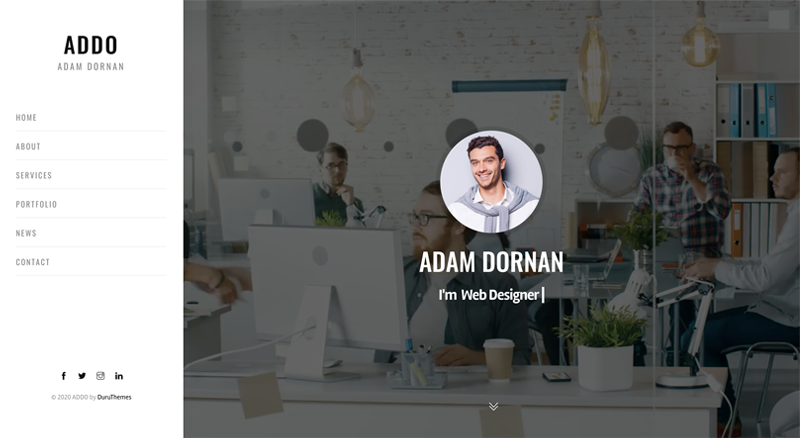 ADDO
ADAM DORNAN
HOME
ABOUT
SERVICES
PORTFOLIO
NEWS
CONTACT
© 2020 ADDO by DuruThemes
ADAM DORNAN
I'm Web Designer